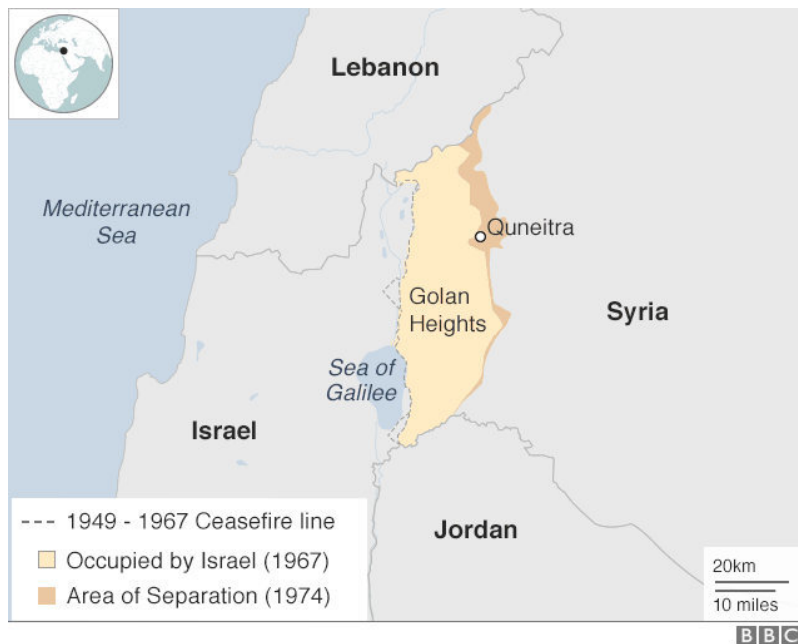 Lebanon
Mediterranean
Sea
Quneitra
Golan
Heights
Syria
Sea of
Galilee
Israel
Jordan
1949 - 1967 Ceasefire line
Occupied by Israel (1967)
Area of Separation (1974)
20km
10 miles
BBC